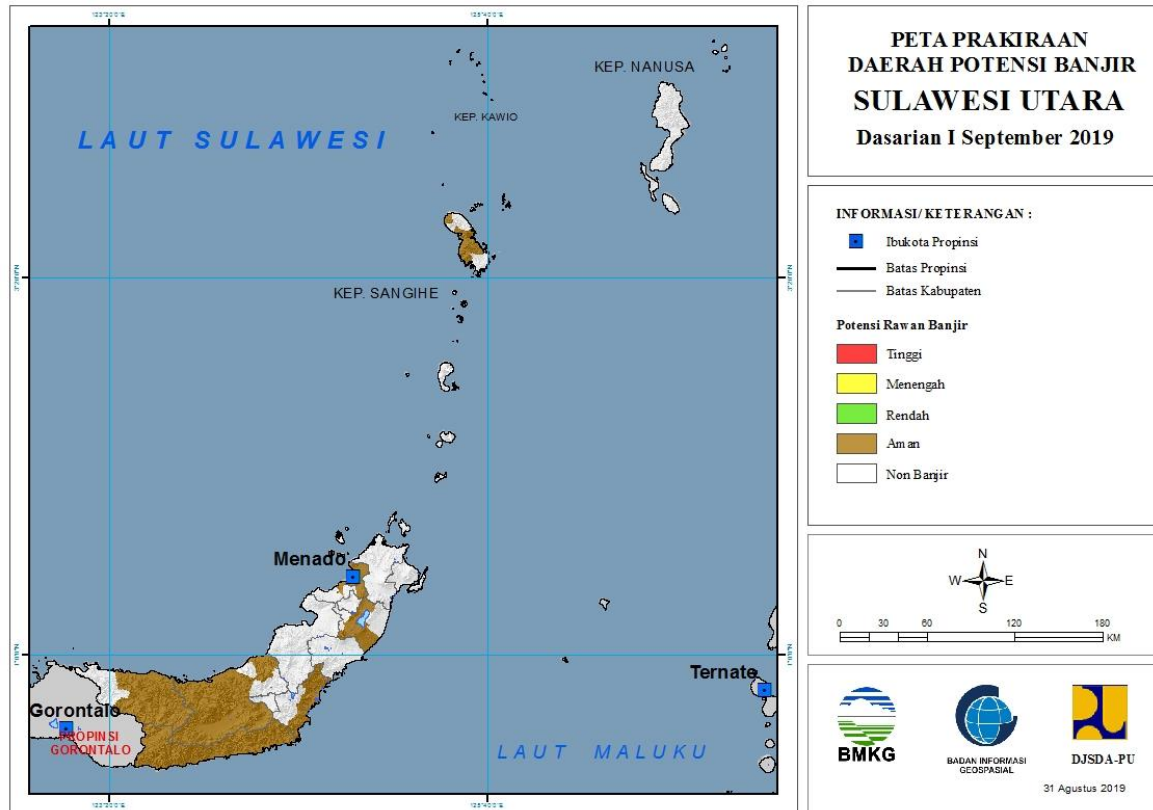 PETA PRAKIRAAN
DAERAH POTENSI BANJIR
SULAWESI UTARA
Dasarian I September 2019
KEP. NANUSA
KEP. KAWIO
LAUT SULAWESI
KEP. SANGIHE
Menado
Ternate
Gorontalo
PROPINSI
GORONTALO
LAUT MALUKU
INFORMASI/ KETERANGAN :
Ibukota Propinsi
Batas Propinsi
Batas Kabupaten
Potensi Rawan Banjir
Tinggi
Menengah
Rendah
Aman
Non Banjir
N
W E
S
0 30 60 120 180
KM
BMKG
BADAN INFORMASI
GEOSPASIAL
DJSDA-PU
31 Agustus 2019